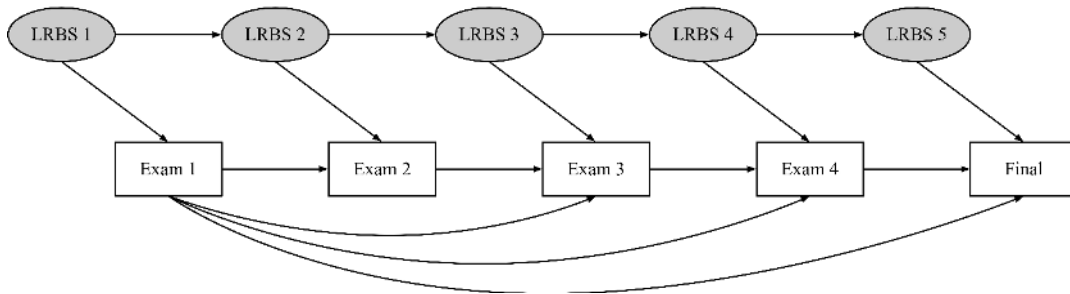 LRBS 1
LRBS 2
LRBS 3
LRBS 4
LRBS 5
Exam 1
Exam 2
Exam 3
Exam 4
Final